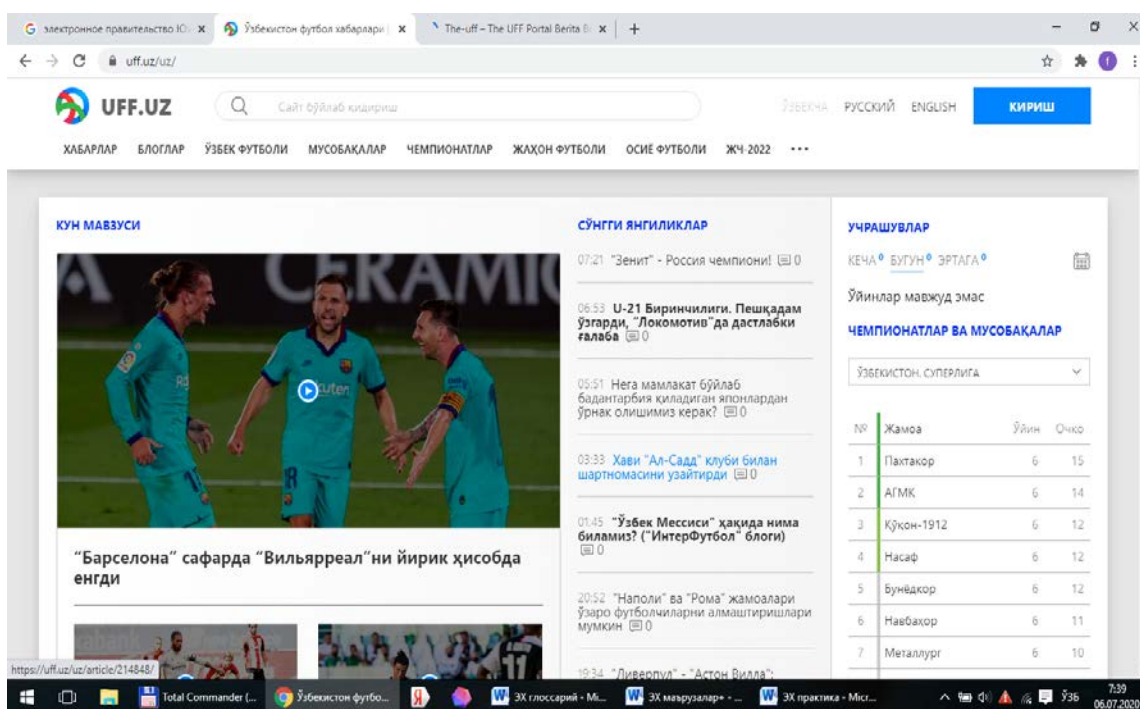 электронное правительство Ю
Ўзбекистон футбол хабарлари |
The-uff – The UFF Portal Berita
uff.uz/uz/
UFF.UZ
Сайт бўйлаб қидириш
ЎЗБЕКЧА РУССКИЙ ENGLISH
КИРИШ
ХАБАРЛАР БЛОГЛАР ЎЗБЕК ФУТБОЛИ МУСОБАҚАЛАР ЧЕМПИОНАТЛАР ЖАҲОН ФУТБОЛИ ОСИЁ ФУТБОЛИ ЖЧ-2022 •••
КУН МАВЗУСИ
CERAMIC
Rakuten
"Барселона" сафарда "Вильярреал"ни йирик ҳисобда
енгди
СЎНГГИ ЯНГИЛИКЛАР
07:21 "Зенит" - Россия чемпиони! 0
06:53 U-21 Биринчилиги. Пешқадам
ўзгарди, "Локомотив"да дастлабки
ғалаба 0
05:51 Нега мамлакат бўйлаб
бадантарбия қиладиган японлардан
ўрнак олишимиз керак? 0
03:33 Хави "Ал-Садд" клуби билан
шартномасини узайтирди 0
01:45 "Ўзбек Мессиси" ҳақида нима
биламиз? ("ИнтерФутбол" блоги)
0
20:52 "Наполи" ва "Рома" жамоалари
ўзаро футболчиларни алмаштиришлари
мумкин 0
19:34 "Ливерпул" - "Астон Вилла":
УЧРАШУВЛАР
КЕЧА 0 БУГУН 0 ЭРТАГА 0
Ўйинлар мавжуд эмас
ЧЕМПИОНАТЛАР ВА МУСОБАҚАЛАР
ЎЗБЕКИСТОН. СУПЕРЛИГА
№ Жамоа Ўйин Очко
1 Пахтакор 6 15
2 АГМК 6 14
3 Қўқон-1912 6 12
4 Насаф 6 12
5 Бунёдкор 6 12
6 Навбаҳор 6 11
7 Металлург 6 10
https://uff.uz/uz/article/214848/
Total Commander (...
Ўзбекистон футбо...
ЭХ глоссарий - Mi...
ЭХ маърузалар+ - ...
ЭХ практика - Micr...
ЎЗБ
7:39
06.07.2020